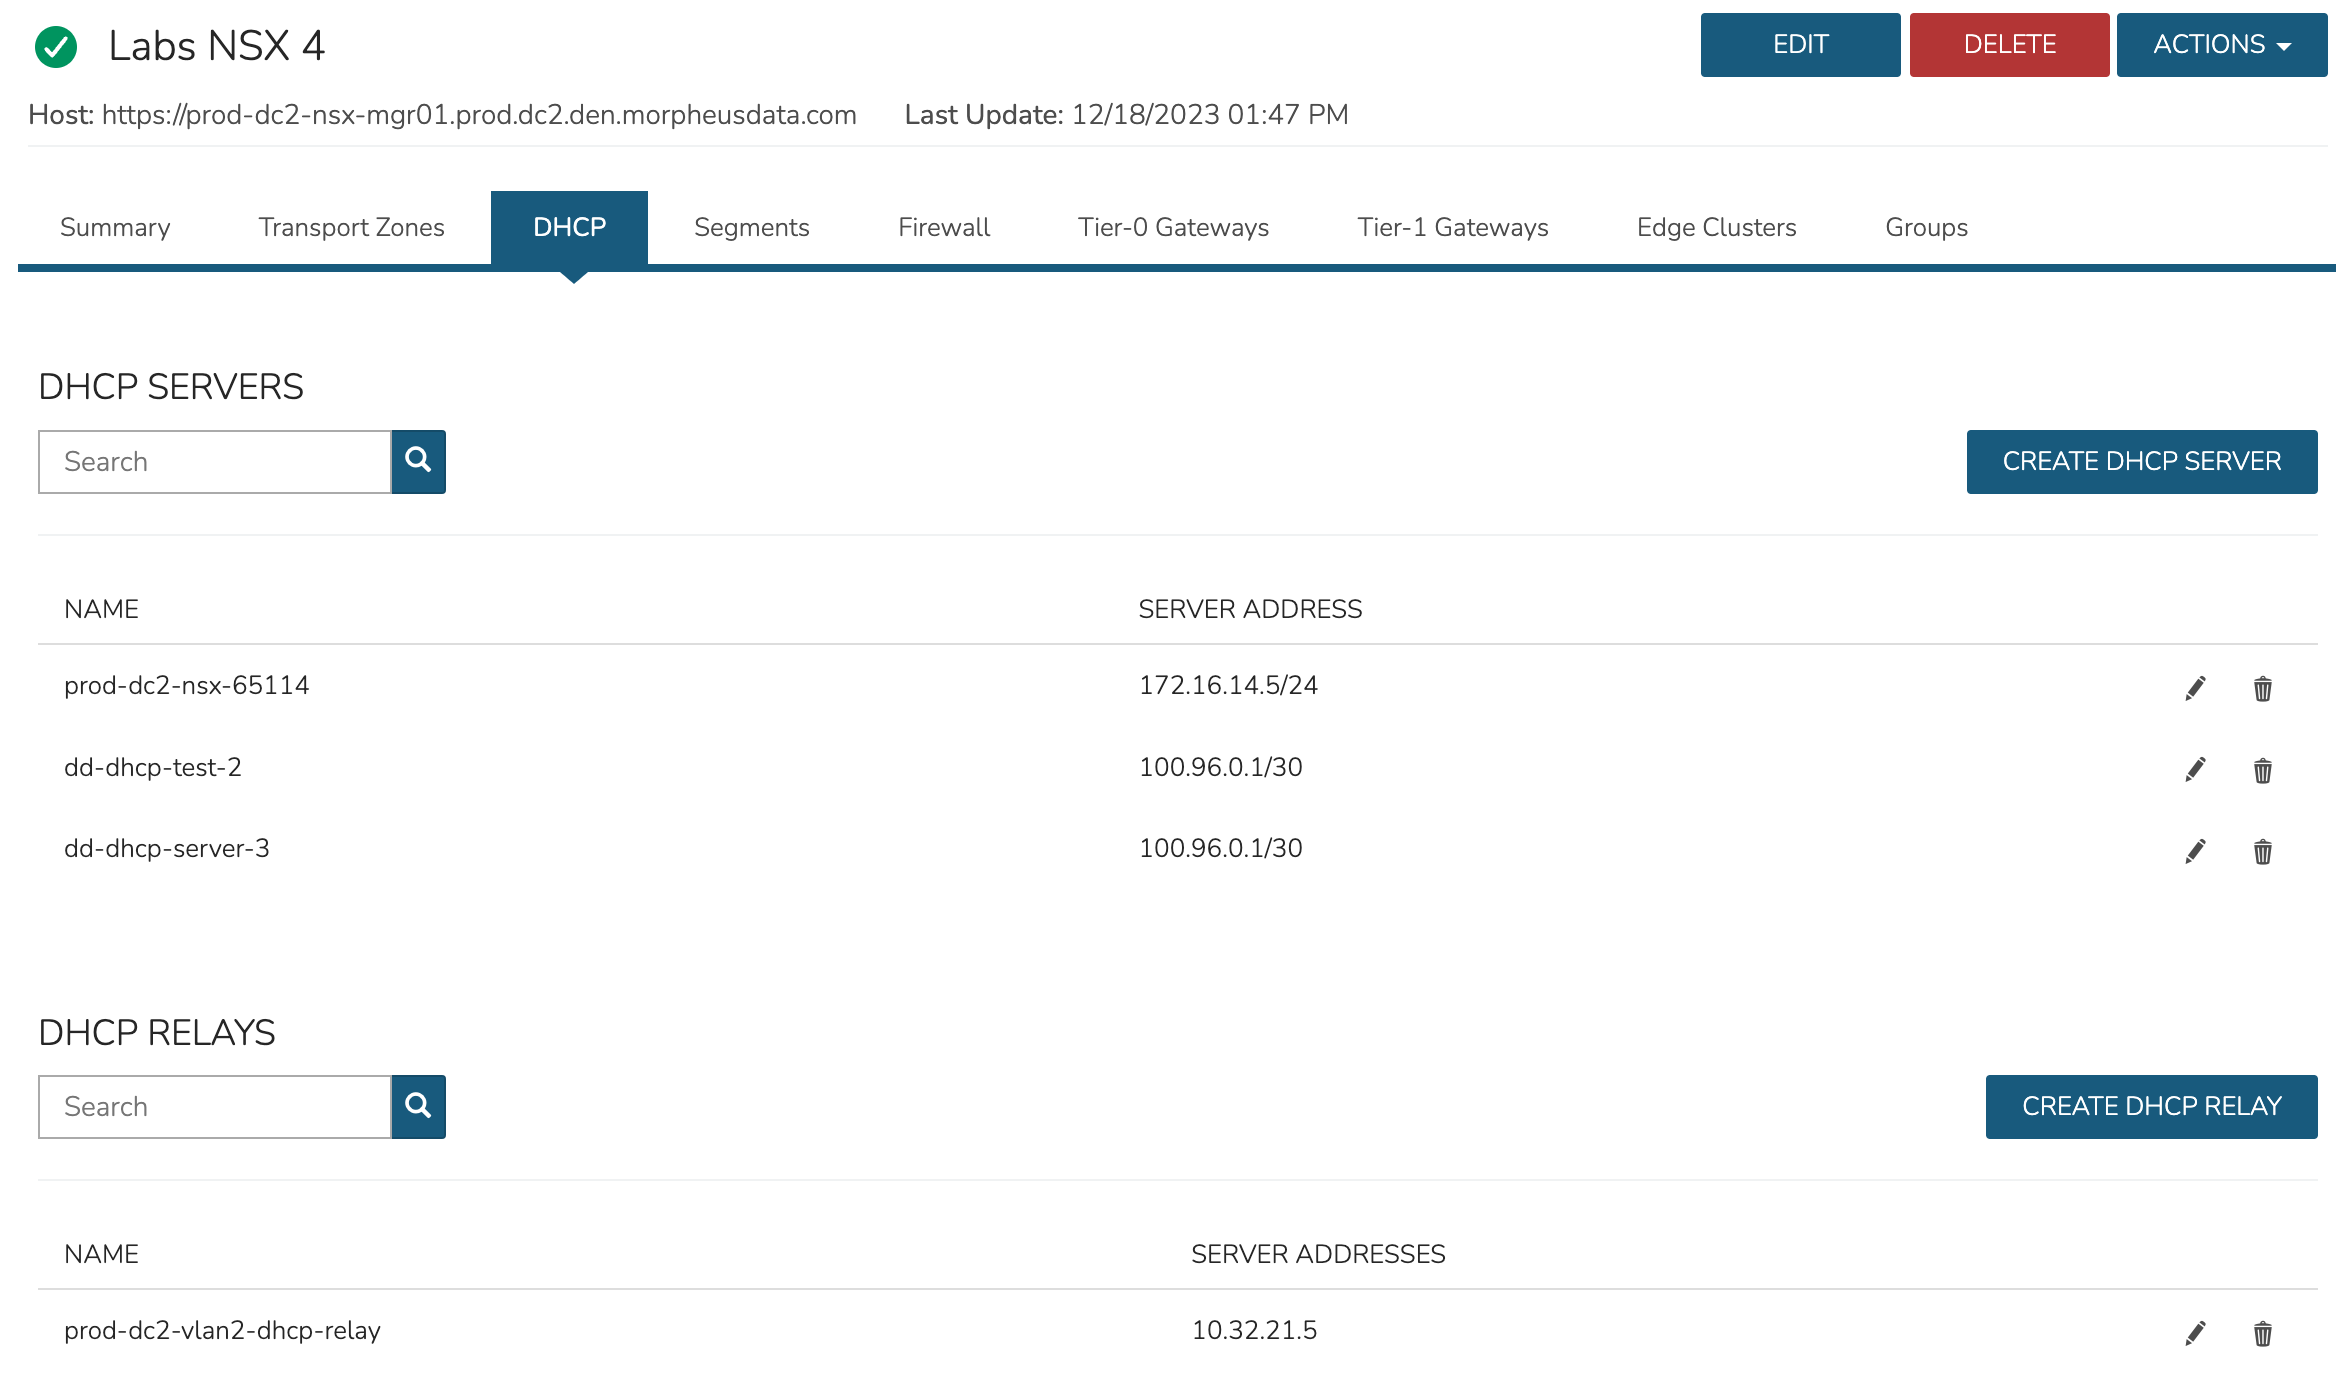 Labs NSX 4
EDIT
DELETE
ACTIONS
Host: https://prod-dc2-nsx-mgr01.prod.dc2.den.morpheusdata.com Last Update: 12/18/2023 01:47 PM
Summary Transport Zones DHCP Segments Firewall Tier-0 Gateways Tier-1 Gateways Edge Clusters Groups
DHCP SERVERS
Search
CREATE DHCP SERVER
NAME SERVER ADDRESS
prod-dc2-nsx-65114 172.16.14.5/24
dd-dhcp-test-2 100.96.0.1/30
dd-dhcp-server-3 100.96.0.1/30
DHCP RELAYS
Search
CREATE DHCP RELAY
NAME SERVER ADDRESSES
prod-dc2-vlan2-dhcp-relay 10.32.21.5